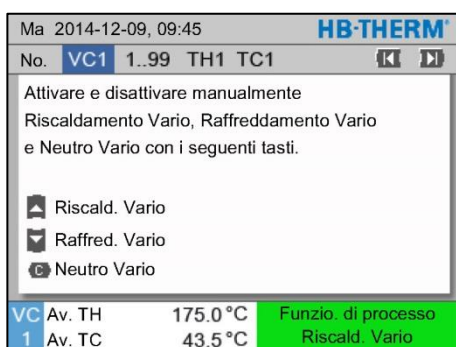 Ma 2014-12-09, 09:45 HB-THERM®
No. VC1 1..99 TH1 TC1
Attivare e disattivare manualmente
Riscaldamento Vario, Raffreddamento Vario
e Neutro Vario con i seguenti tasti.
Riscald. Vario
Raffred. Vario
C Neutro Vario
VC Av. TH 175.0 °C Funzio. di processo
1 Av. TC 43.5 °C Riscald. Vario